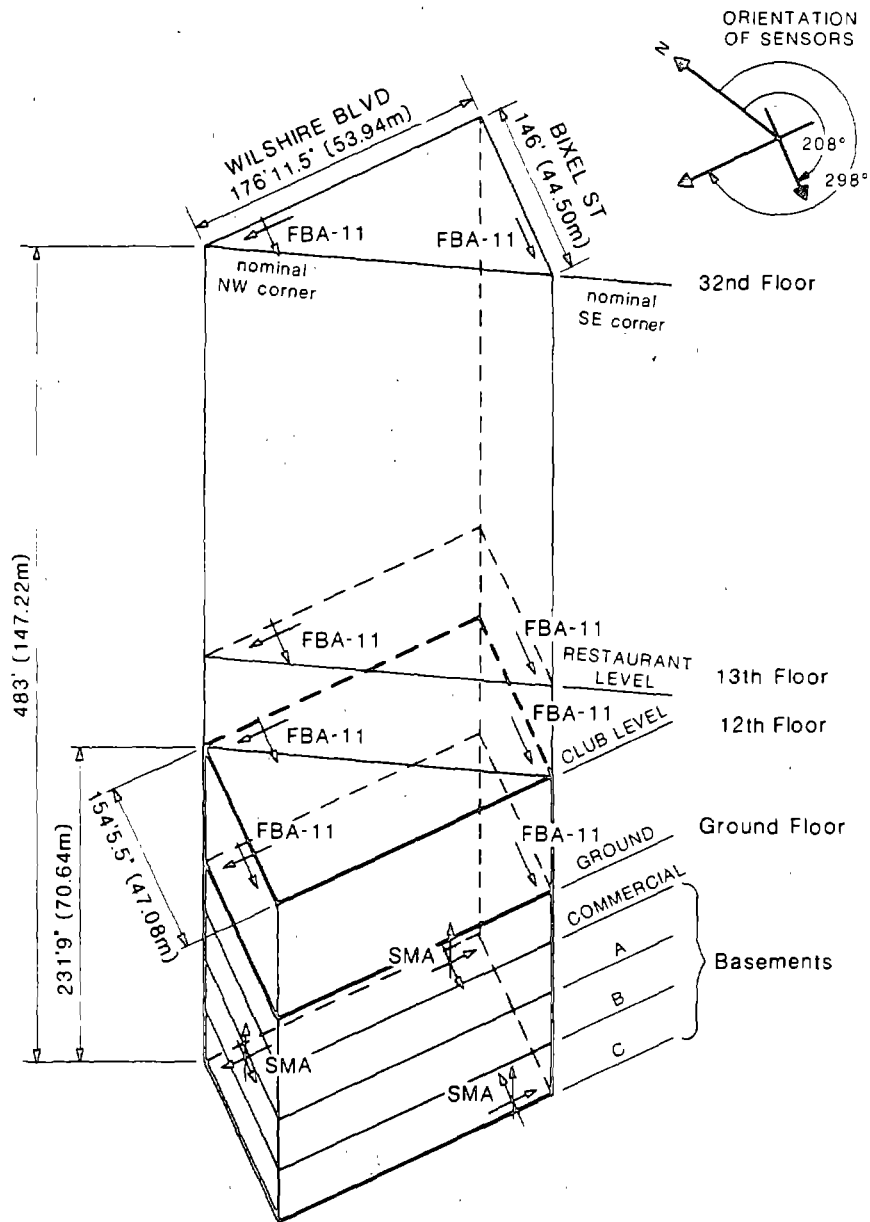 ORIENTATION
OF SENSORS
N
208°
298°
WILSHIRE BLVD
176'11.5" (53.94m)
BIXEL ST
146' (44.50m)
FBA-11
FBA-11
nominal
NW corner
nominal
SE corner
32nd Floor
483' (147.22m)
FBA-11
FBA-11
RESTAURANT
LEVEL
13th Floor
FBA-11
FBA-11
CLUB LEVEL
12th Floor
154'5.5" (47.08m)
231'9" (70.64m)
FBA-11
FBA-11
GROUND
Ground Floor
COMMERCIAL
SMA
A
Basements
B
SMA
C
SMA